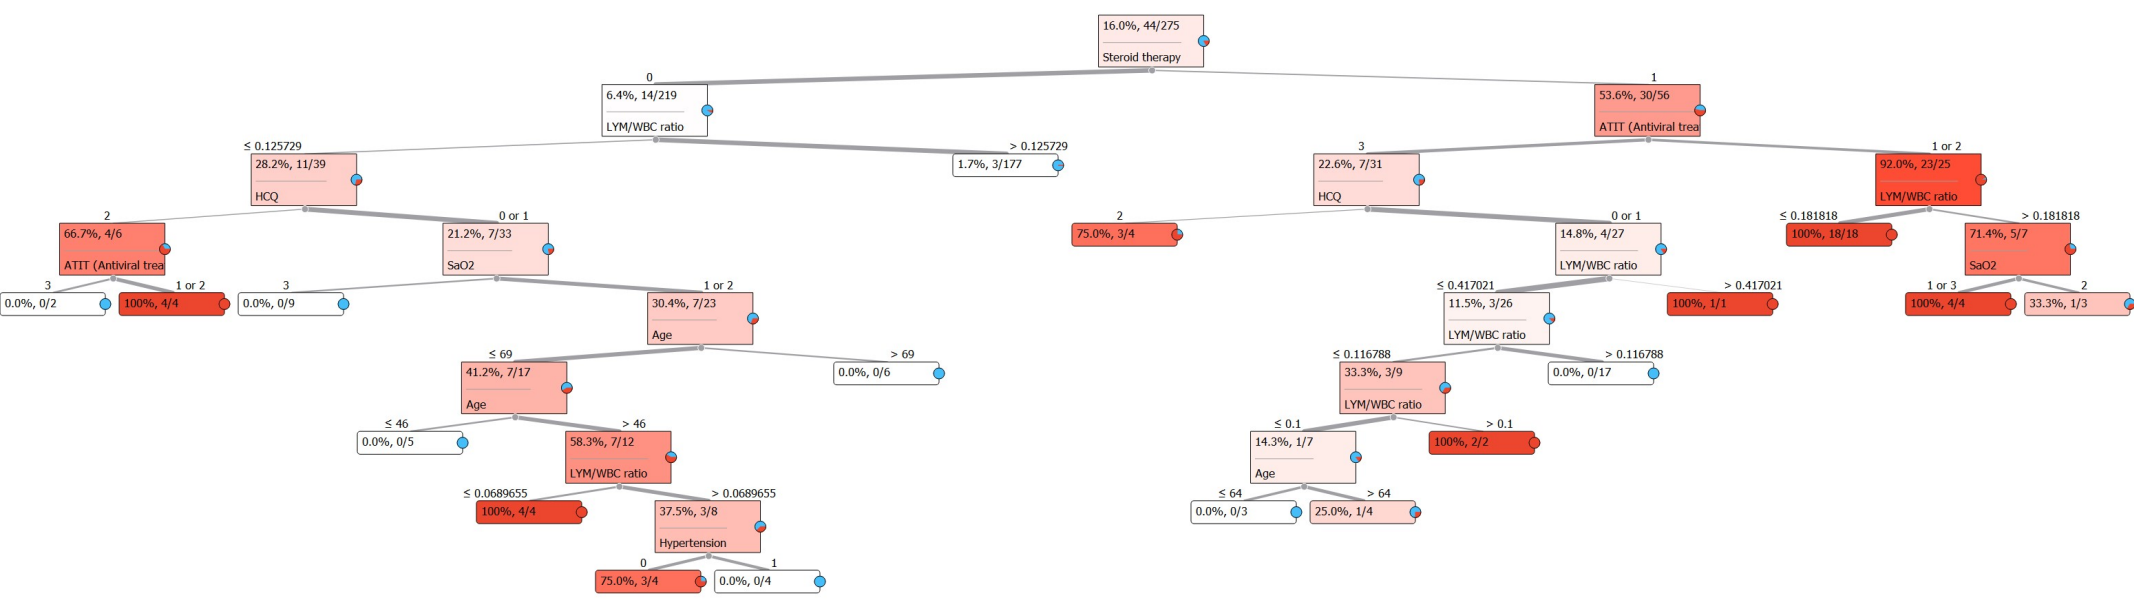 16.0%, 44/275
Steroid therapy
0
1
6.4%, 14/219
LYM/WBC ratio
53.6%, 30/56
ATIT (Antiviral trea
≤ 0.125729
> 0.125729
3
1 or 2
28.2%, 11/39
HCQ
1.7%, 3/177
22.6%, 7/31
HCQ
92.0%, 23/25
LYM/WBC ratio
2
0 or 1
2
0 or 1
≤ 0.181818
> 0.181818
66.7%, 4/6
ATIT (Antiviral trea
21.2%, 7/33
SaO2
75.0%, 3/4
14.8%, 4/27
LYM/WBC ratio
100%, 18/18
71.4%, 5/7
SaO2
3
1 or 2
3
1 or 2
≤ 0.417021
> 0.417021
1 or 3
2
0.0%, 0/2
100%, 4/4
0.0%, 0/9
30.4%, 7/23
Age
11.5%, 3/26
LYM/WBC ratio
100%, 1/1
100%, 4/4
33.3%, 1/3
≤ 69
> 69
≤ 0.116788
> 0.116788
41.2%, 7/17
Age
0.0%, 0/6
33.3%, 3/9
LYM/WBC ratio
0.0%, 0/17
≤ 46
> 46
≤ 0.1
> 0.1
0.0%, 0/5
58.3%, 7/12
LYM/WBC ratio
14.3%, 1/7
Age
100%, 2/2
≤ 0.0689655
> 0.0689655
≤ 64
> 64
100%, 4/4
37.5%, 3/8
Hypertension
0.0%, 0/3
25.0%, 1/4
0
1
75.0%, 3/4
0.0%, 0/4